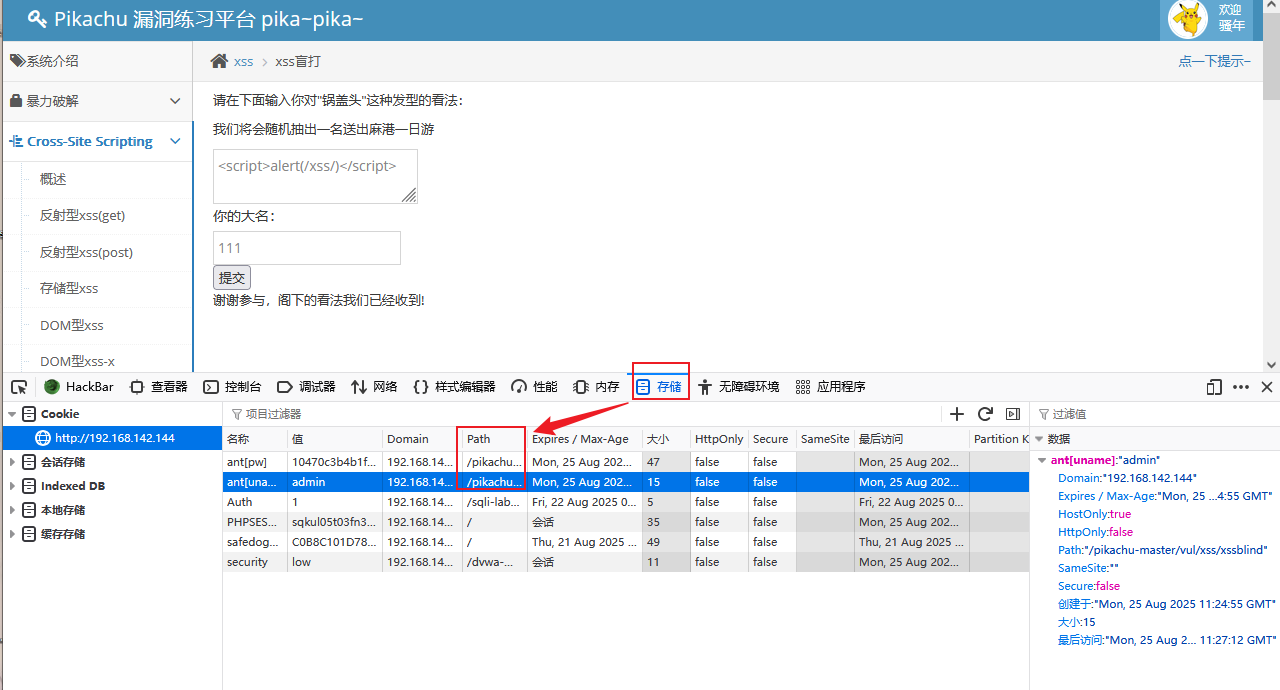 Pikachu 漏洞练习平台 pika~pika~
欢迎
骚年
系统介绍
xss > xss盲打
点一下提示~
暴力破解
Cross-Site Scripting
概述
反射型xss(get)
反射型xss(post)
存储型xss
DOM型xss
DOM型xss-x
请在下面输入你对"锅盖头"这种发型的看法：
我们将会随机抽出一名送出麻港一日游
<script>alert(/xss/)</script>
你的大名：
111
提交
谢谢参与，阁下的看法我们已经收到!
HackBar 查看器 控制台 调试器 网络 样式编辑器 性能 内存 存储 无障碍环境 应用程序
Cookie
http://192.168.142.144
会话存储
Indexed DB
本地存储
缓存存储
项目过滤器
名称 值 Domain Path Expires / Max-Age 大小 HttpOnly Secure SameSite 最后访问 Partition K
ant[pw] 10470c3b4b1f... 192.168.14... /pikachu... Mon, 25 Aug 202... 47 false false Mon, 25 Aug 202...
ant[una... admin 192.168.14... /pikachu... Mon, 25 Aug 202... 15 false false Mon, 25 Aug 202...
Auth 1 192.168.14... /sqli-lab... Fri, 22 Aug 2025 0... 5 false false Fri, 22 Aug 2025 ...
PHPSES... sqkul05t03fn3... 192.168.14... / 会话 35 false false Mon, 25 Aug 202...
safedog... C0B8C101D78... 192.168.14... / Thu, 21 Aug 2025 ... 49 false false Thu, 21 Aug 2025 ...
security low 192.168.14... /dvwa-... 会话 11 false false Mon, 25 Aug 202...
过滤值
数据
ant[uname]:"admin"
Domain:"192.168.142.144"
Expires / Max-Age:"Mon, 25 ...4:55 GMT"
HostOnly:true
HttpOnly:false
Path:"/pikachu-master/vul/xss/xssblind"
SameSite:""
Secure:false
创建于:"Mon, 25 Aug 2025 11:24:55 GMT"
大小:15
最后访问:"Mon, 25 Aug 2... 11:27:12 GMT"